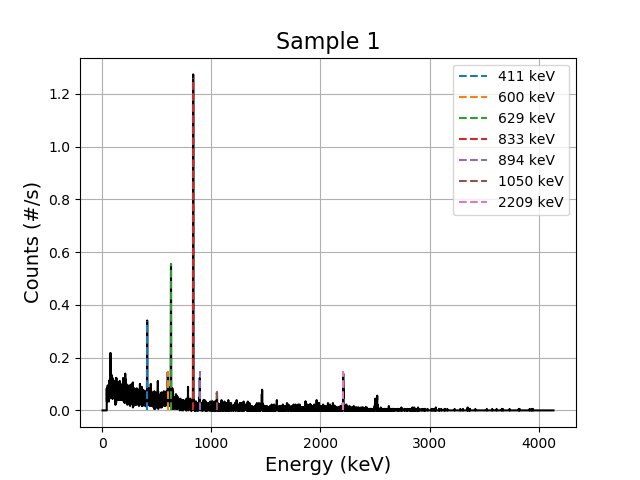 Sample 1
411 keV
600 keV
629 keV
833 keV
894 keV
1050 keV
2209 keV
Counts (#/s)
1.2
1.0
0.8
0.6
0.4
0.2
0.0
0 1000 2000 3000 4000
Energy (keV)